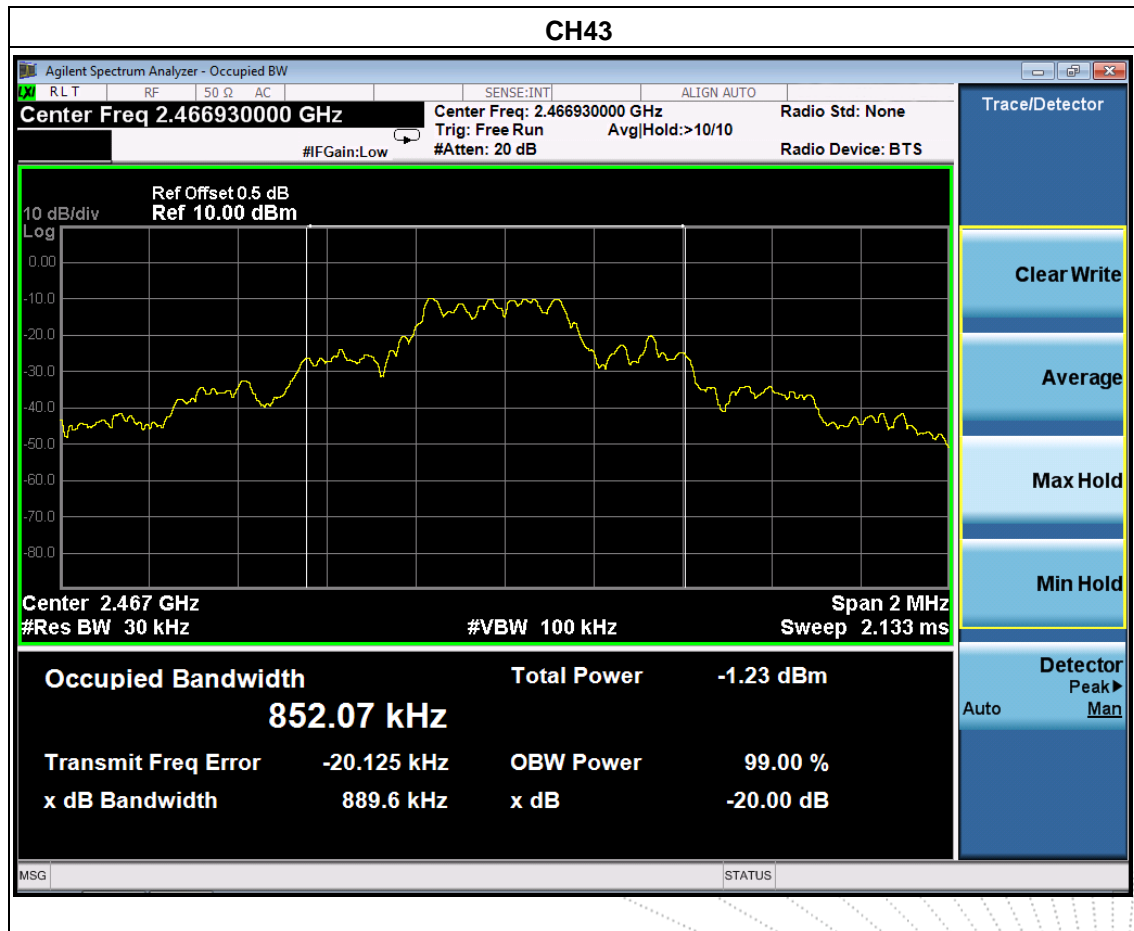 CH43
Agilent Spectrum Analyzer - Occupied BW
LXI RLT RF 50 Ω AC SENSE:INT ALIGN AUTO
Center Freq 2.466930000 GHz
Center Freq: 2.466930000 GHz Radio Std: None
Trig: Free Run Avg|Hold:>10/10
#IFGain:Low #Atten: 20 dB Radio Device: BTS
Trace/Detector
Ref Offset 0.5 dB
10 dB/div Ref 10.00 dBm
Log
0.00
-10.0
-20.0
-30.0
-40.0
-50.0
-60.0
-70.0
-80.0
Center 2.467 GHz Span 2 MHz
#Res BW 30 kHz #VBW 100 kHz Sweep 2.133 ms
Clear Write
Average
Max Hold
Min Hold
Detector
Peak▶
Auto Man
Occupied Bandwidth Total Power -1.23 dBm
852.07 kHz
Transmit Freq Error -20.125 kHz OBW Power 99.00 %
x dB Bandwidth 889.6 kHz x dB -20.00 dB
MSG STATUS